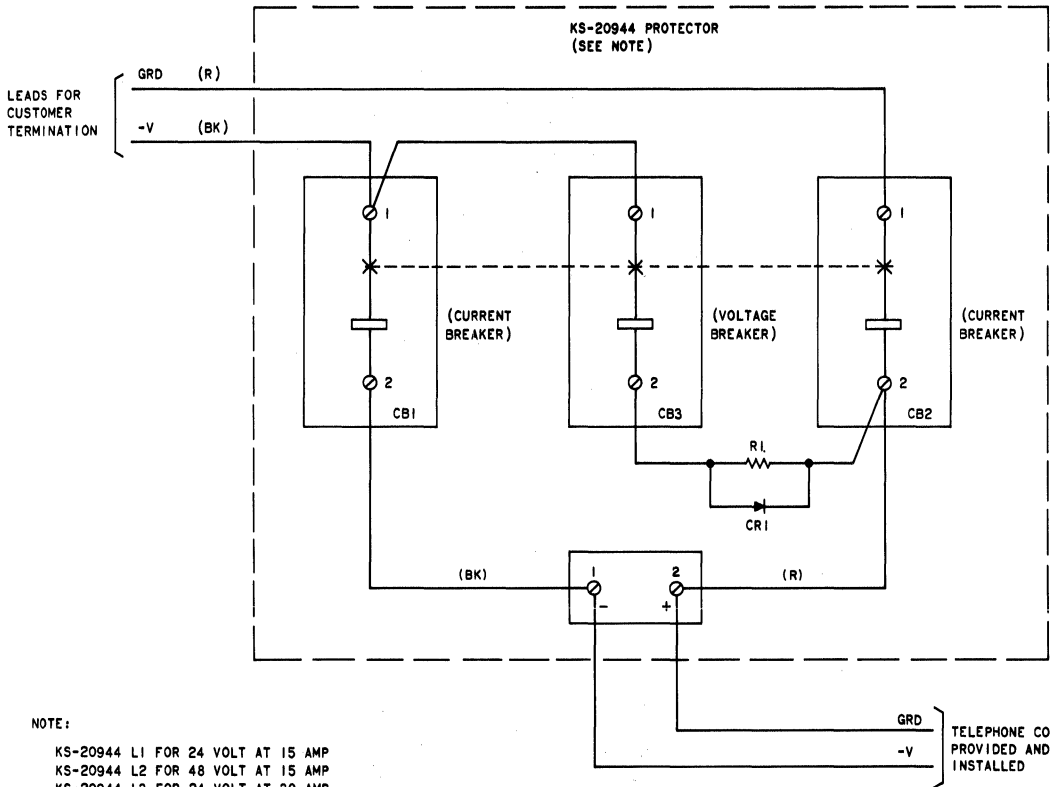 KS-20944 PROTECTOR
(SEE NOTE)
LEADS FOR
CUSTOMER
TERMINATION
GRD (R)
-V (BK)
1
1
1
(CURRENT
BREAKER)
(VOLTAGE
BREAKER)
(CURRENT
BREAKER)
2
2
2
CB1
CB3
CB2
R1
CR1
(BK)
1
2
(R)
-
+
NOTE:
KS-20944 L1 FOR 24 VOLT AT 15 AMP
KS-20944 L2 FOR 48 VOLT AT 15 AMP
GRD
-V
TELEPHONE CO
PROVIDED AND
INSTALLED